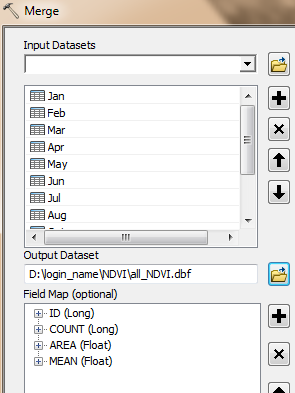 Merge
Input Datasets
Jan
Feb
Mar
Apr
May
Jun
Jul
Aug
Output Dataset
D:\login_name\NDVI\all_NDVI.dbf
Field Map (optional)
ID (Long)
COUNT (Long)
AREA (Float)
MEAN (Float)